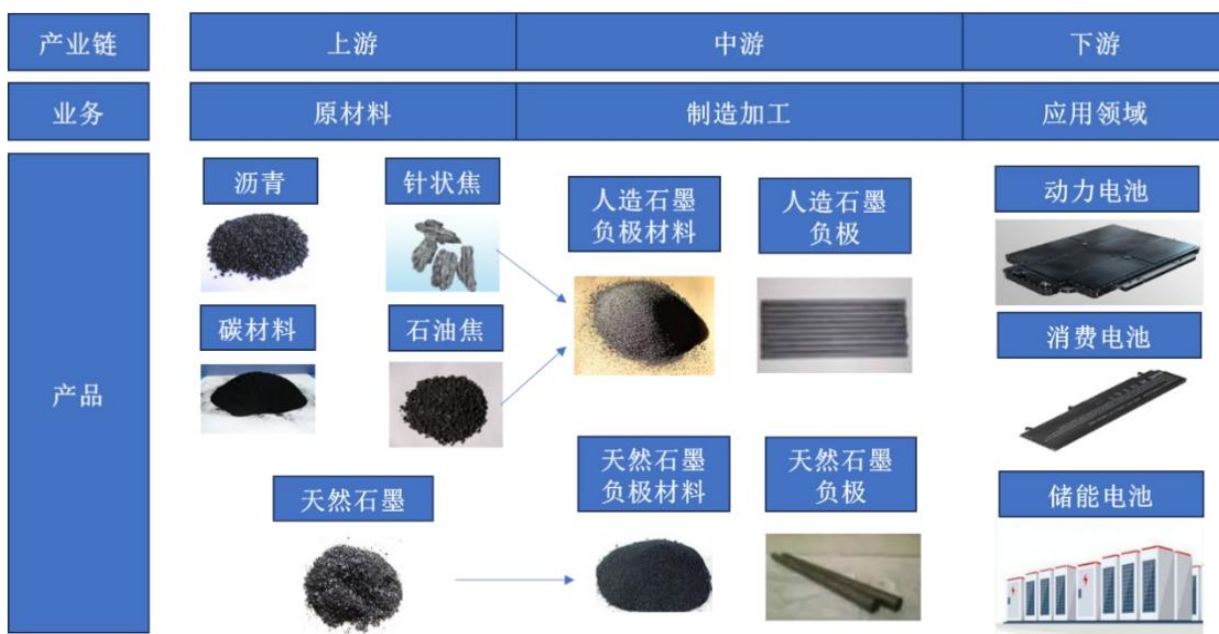 产业链
上游
中游
下游
业务
原材料
制造加工
应用领域
产品
沥青
针状焦
人造石墨
负极材料
人造石墨
负极
动力电池
碳材料
石油焦
消费电池
天然石墨
天然石墨
负极材料
天然石墨
负极
储能电池